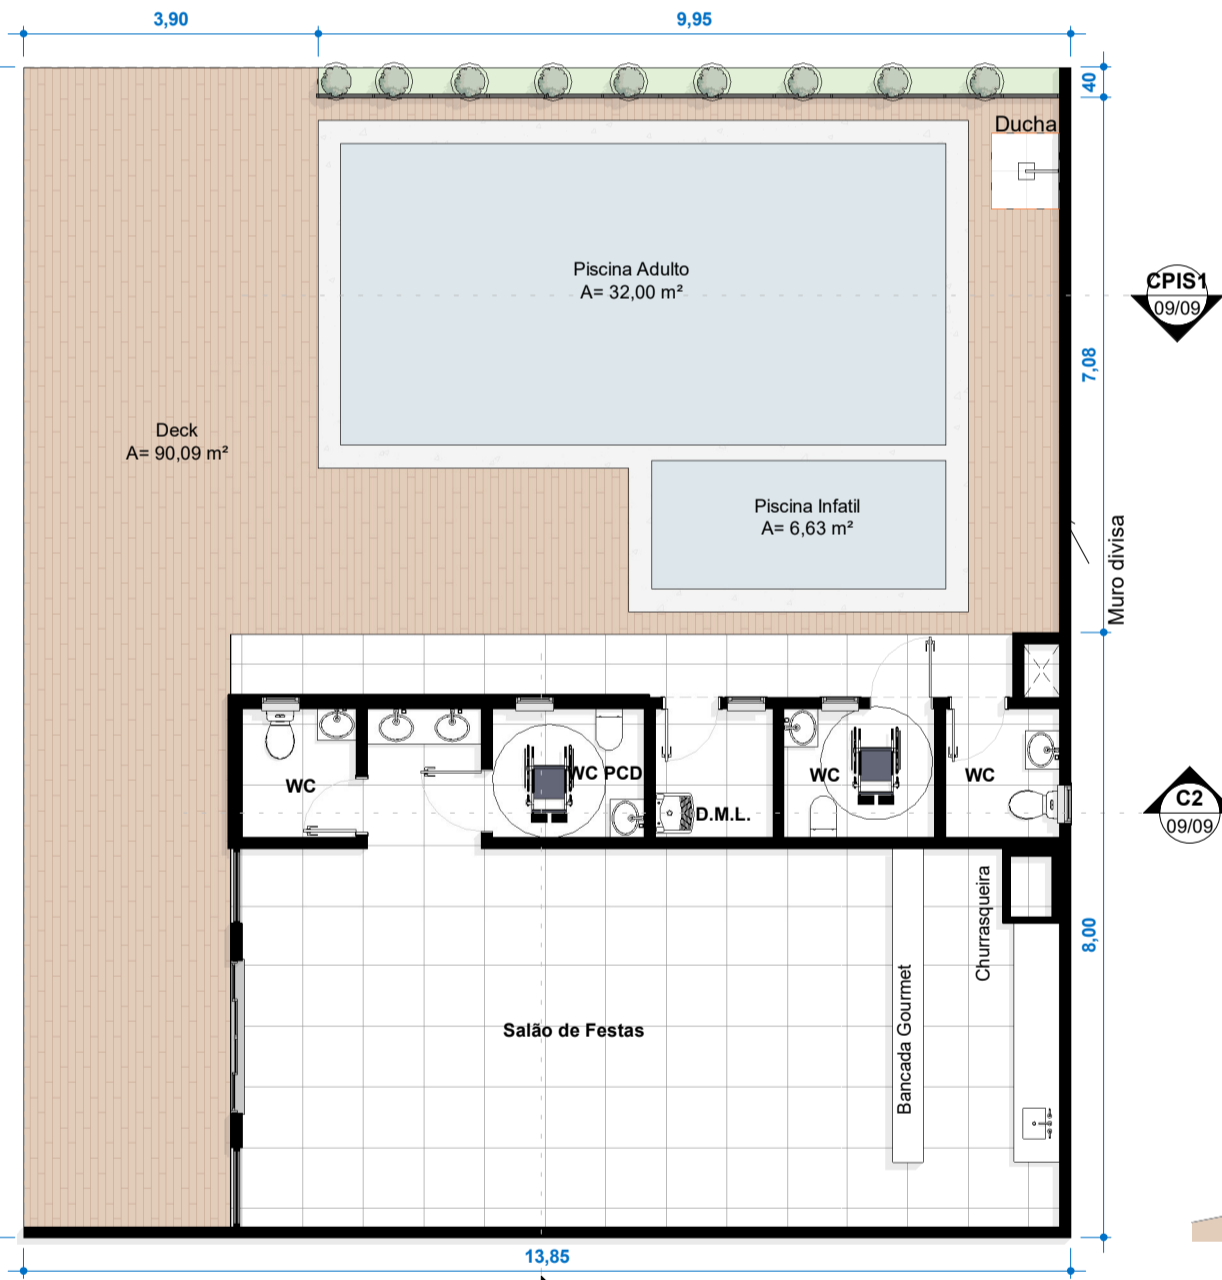 3,90
9,95
40
Ducha
Piscina Adulto
A= 32,00 m²
CPIS1
09/09
7,08
Deck
A= 90,09 m²
Piscina Infatil
A= 6,63 m²
Muro divisa
WC
WC PCD
D.M.L.
WC
WC
C2
09/09
Churrasqueira
8,00
Bancada Gourmet
Salão de Festas
13,85